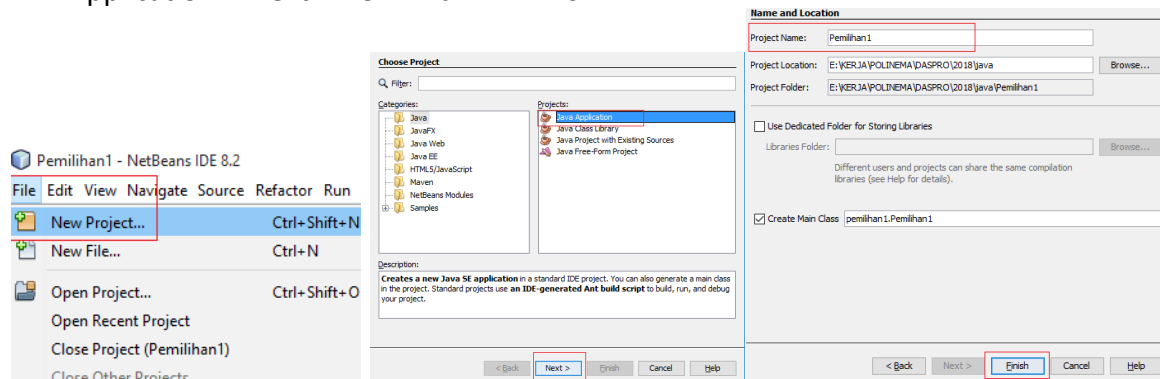 Pemilihan1 - NetBeans IDE 8.2
File Edit View Navigate Source Refactor Run
New Project... Ctrl+Shift+N
New File... Ctrl+N
Open Project... Ctrl+Shift+O
Open Recent Project
Close Project (Pemilihan1)
Close Other Projects
Choose Project
Filter:
Categories:
Java
JavaFX
Java Web
Java EE
HTML5/JavaScript
Maven
NetBeans Modules
Samples
Projects:
Java Application
Java Class Library
Java Project with Existing Sources
Java Free-Form Project
Description:
Creates a new Java SE application in a standard IDE project. You can also generate a main class
in the project. Standard projects use an IDE-generated Ant build script to build, run, and debug
your project.
< Back Next > Finish Cancel Help
Name and Location
Project Name: Pemilihan1
Project Location: E:\KERJA\POLINEMA\DASPRO\2018\java Browse...
Project Folder: E:\KERJA\POLINEMA\DASPRO\2018\java\Pemilihan1
Use Dedicated Folder for Storing Libraries
Libraries Folder: Browse...
Different users and projects can share the same compilation
libraries (see Help for details).
Create Main Class pemilihan1.Pemilihan1
< Back Next > Finish Cancel Help